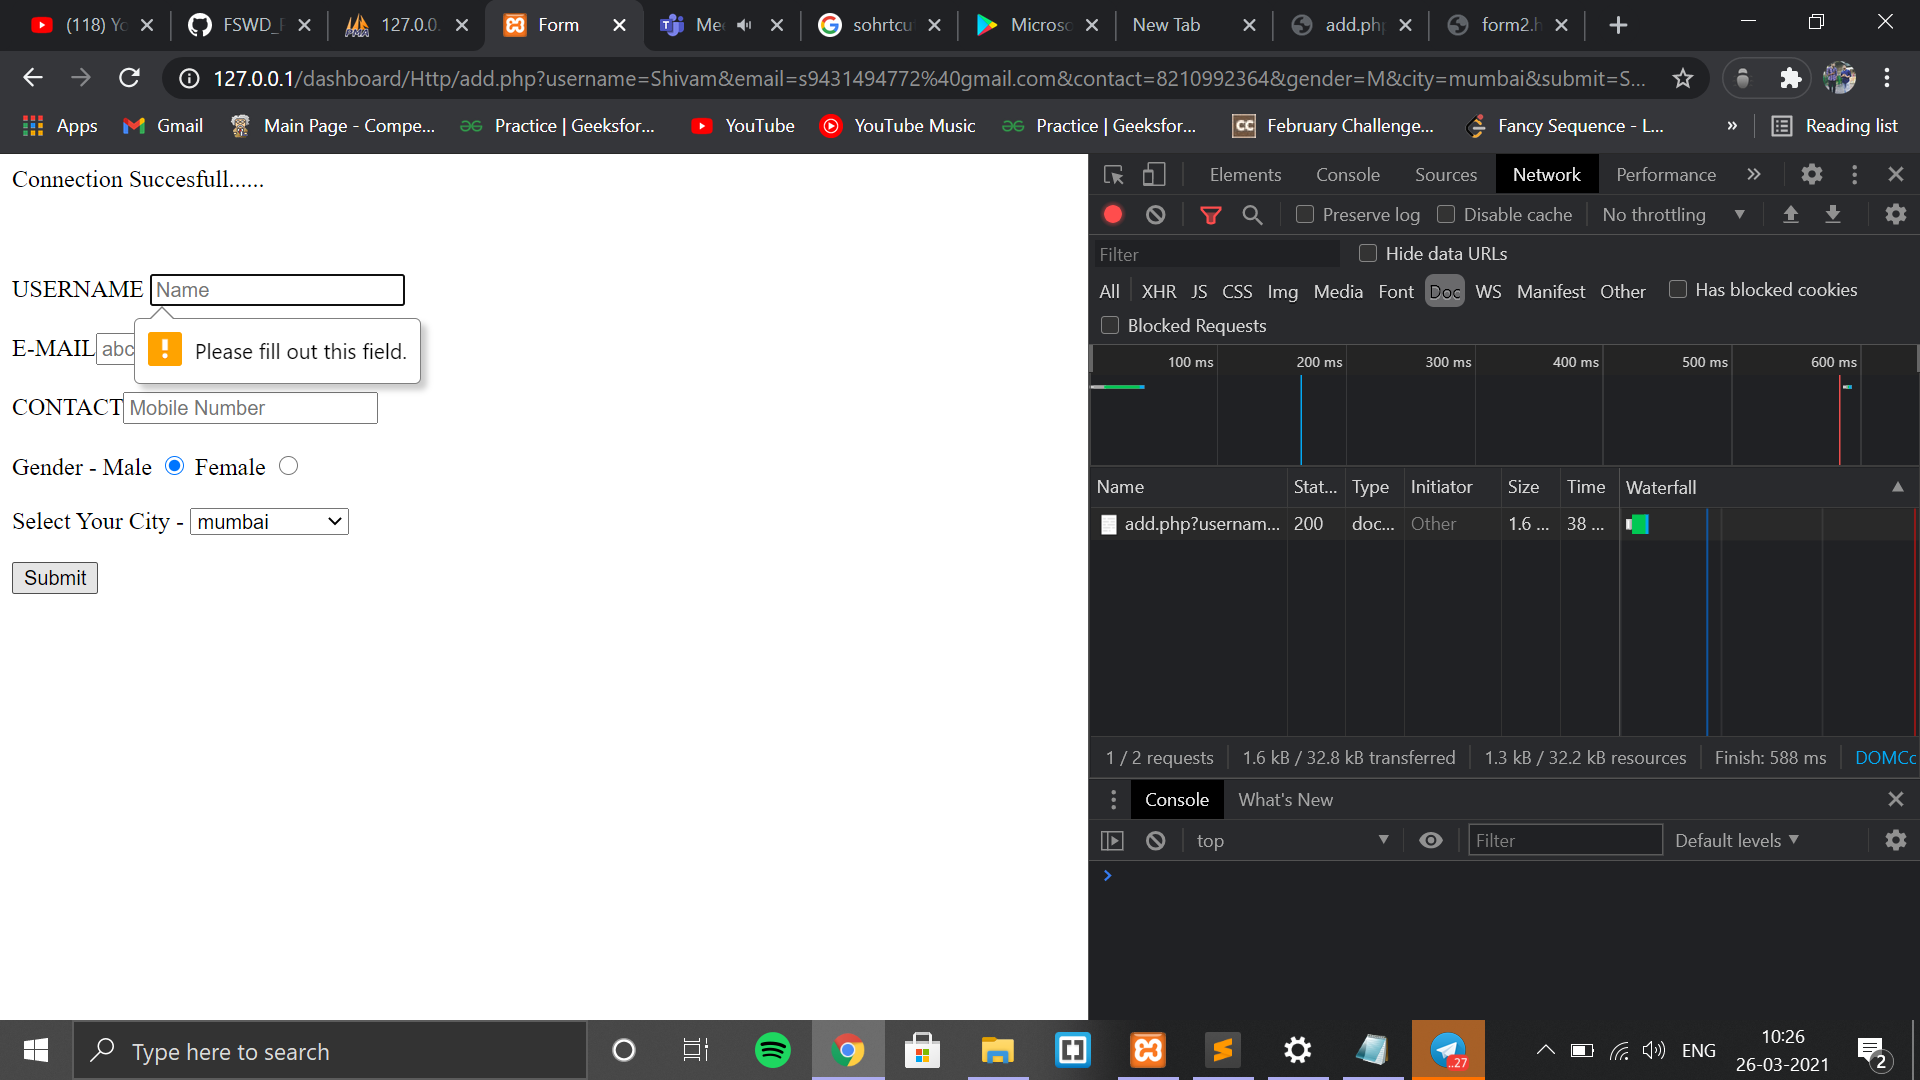 (118) Yo
FSWD_F
127.0.0.
Form
Mee
sohrtcut
Microso
New Tab
add.php
form2.h
127.0.0.1/dashboard/Http/add.php?username=Shivam&email=s9431494772%40gmail.com&contact=8210992364&gender=M&city=mumbai&submit=S...
Apps Gmail Main Page - Compe... Practice | Geeksfor... YouTube YouTube Music Practice | Geeksfor... CC February Challenge... Fancy Sequence - L... » Reading list
Connection Succesfull......
USERNAME Name
E-MAIL abc
Please fill out this field.
CONTACT Mobile Number
Gender - Male Female
Select Your City - mumbai
Submit
Elements Console Sources Network Performance »
Preserve log Disable cache No throttling
Filter Hide data URLs
All XHR JS CSS Img Media Font Doc WS Manifest Other Has blocked cookies
Blocked Requests
100 ms 200 ms 300 ms 400 ms 500 ms 600 ms
Name Stat... Type Initiator Size Time Waterfall
add.php?usernam... 200 doc... Other 1.6 ... 38 ...
1 / 2 requests 1.6 kB / 32.8 kB transferred 1.3 kB / 32.2 kB resources Finish: 588 ms DOMCo
Console What's New
top Filter Default levels
Type here to search
..27
ENG
10:26
26-03-2021
2